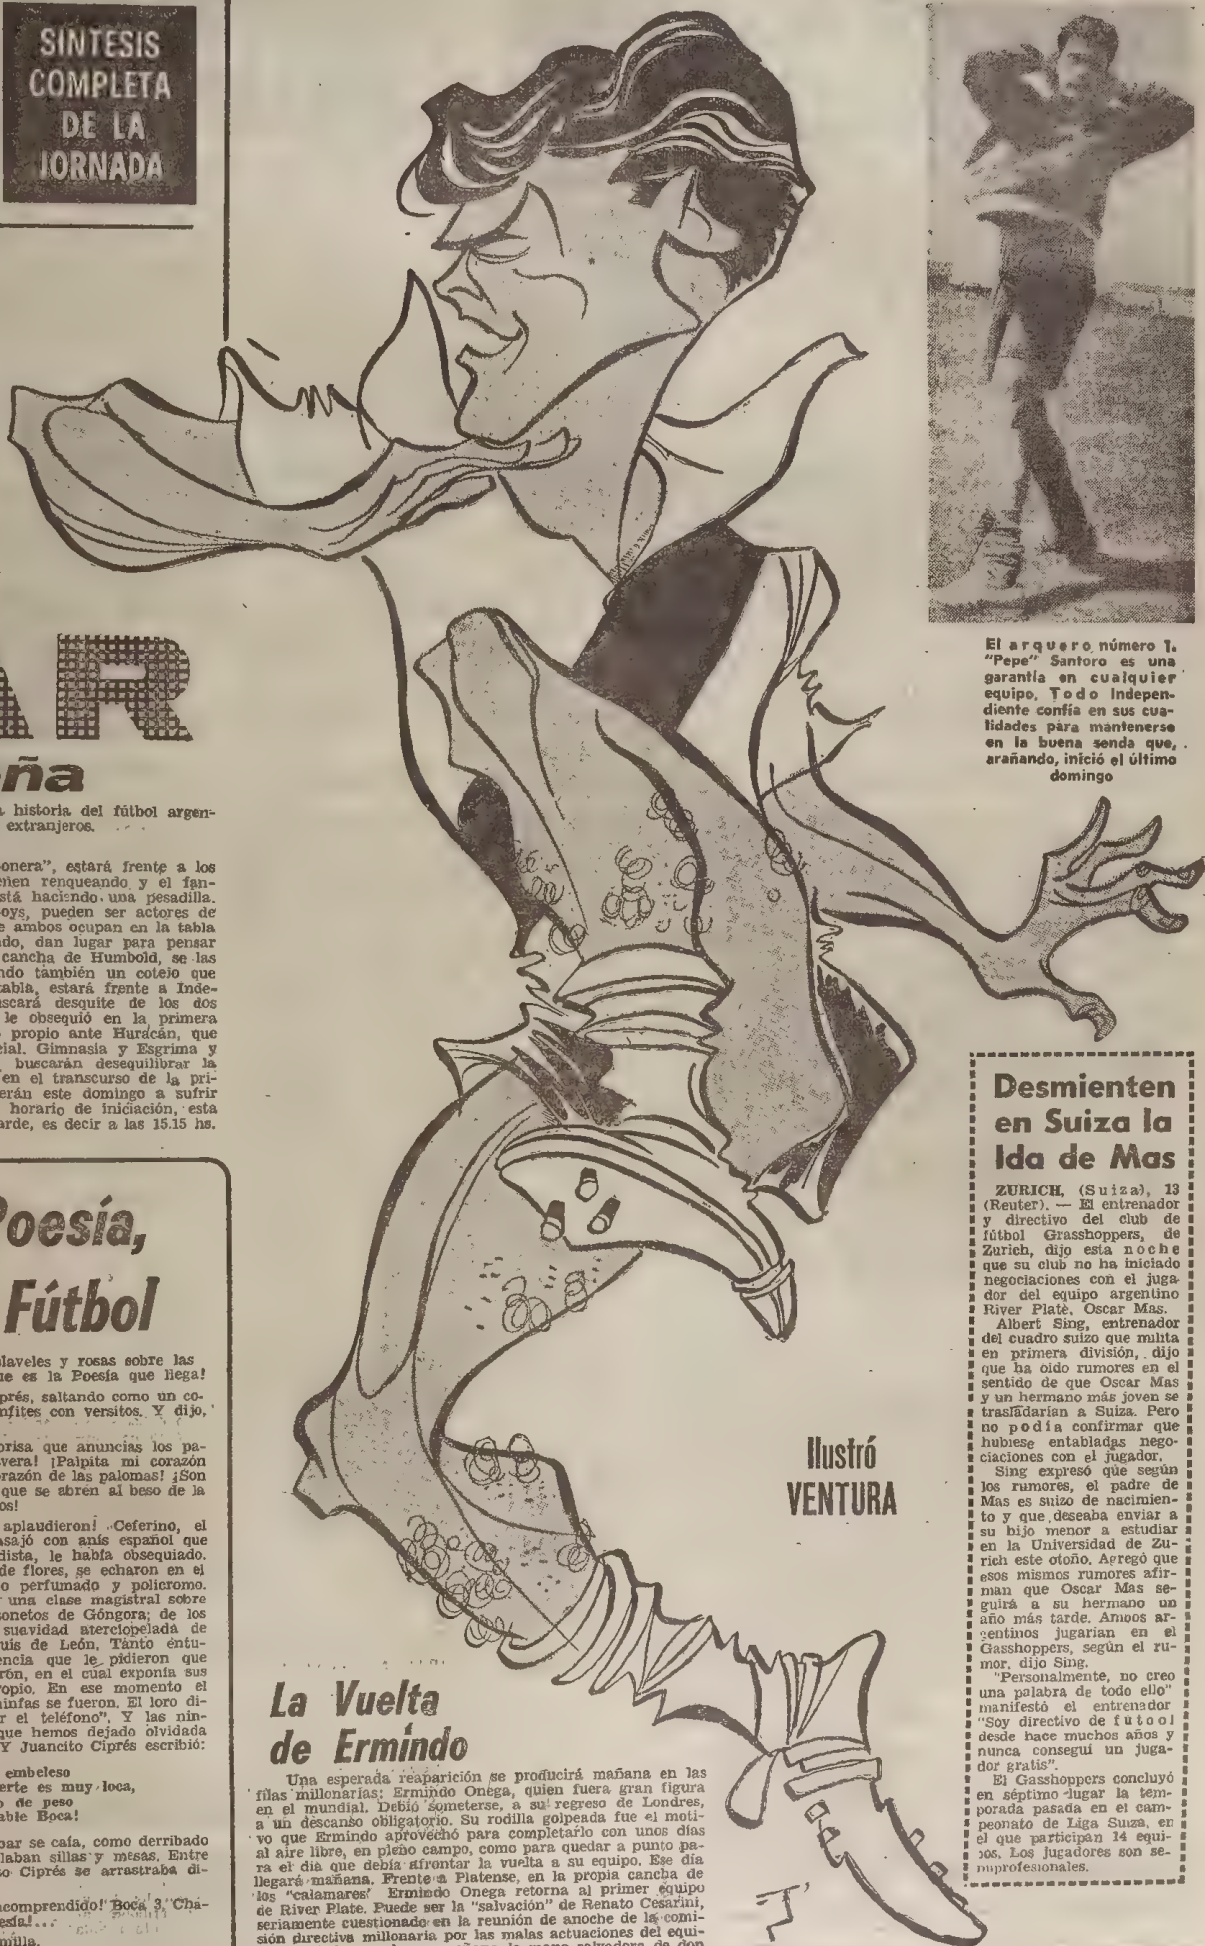 SINTESIS
COMPLETA
DE LA
JORNADA
AR
ña
historia del fútbol argen-
extranjeros.
onera", estará frente a los
renqueando y el fan-
stá haciendo una pesadilla.
oys, pueden ser actores de
e ambos ocupan en la tabla
do, dan lugar para pensar
cancha de Humbold, se las
ndo también un cotejo que
tabla, estará frente a Inde-
scará desquite de los dos
le obsequió en la primera
propio ante Huracán, que
cial. Gimnasia y Esgrima y
buscarán desequilibrar la
en el transcurso de la pri-
erán este domingo a sufrir
horario de iniciación, esta
arde, es decir a las 15.15 hs.
Poesía,
Fútbol
laveles y rosas sobre las
ue es la Poesía que llega!
prés, saltando como un co-
nfites con versitos. Y dijo,
orisa que anuncias los pa-
vera! ¡Palpita mi corazón
razón de las palomas! ¡Son
que se abren al beso de la
os!
aplaudieron! Ceferino, el
asajó con anís español que
dista, le había obsequiado.
de flores, se echaron en el
o perfumado y policromo.
una clase magistral sobre
sonetos de Góngora; de los
suavidad aterciopelada de
uis de León. Tanto entu-
encia que le pidieron que
rón, en el cual exponía sus
ropio. En ese momento el
ninfas se fueron. El loro di-
r el teléfono". Y las nin-
que hemos dejado olvidada
Y Juancito Ciprés escribió:
embeleso
erte es muy loca,
o de peso
able Boca!
bar se caía, como derribado
laban sillas y mesas. Entre
so Ciprés se arrastraba di-
ncomprendido! Boca 3, Cha-
esía!...
milla.
El arquero número 1.
"Pepe" Santoro es una
garantía en cualquier
equipo. Todo Indepen-
diente confía en sus cua-
lidades para mantenerse
en la buena senda que,
arañando, inició el último
domingo
Desmienten
en Suiza la
Ida de Mas
ZURICH, (Suiza), 13
(Reuter). — El entrenador
y directivo del club de
fútbol Grasshoppers, de
Zurich, dijo esta noche
que su club no ha iniciado
negociaciones con el juga-
dor del equipo argentino
River Plate, Oscar Mas.
Albert Sing, entrenador
del cuadro suizo que milita
en primera división, dijo
que ha oído rumores en el
sentido de que Oscar Mas
y un hermano más joven se
trasladarían a Suiza. Pero
no podía confirmar que
hubiese entabladas nego-
ciaciones con el jugador.
Sing expresó que según
los rumores, el padre de
Mas es suizo de nacimien-
to y que deseaba enviar a
su hijo menor a estudiar
en la Universidad de Zu-
rich este otoño. Agregó que
esos mismos rumores afir-
man que Oscar Mas se-
guirá a su hermano un
año más tarde. Ambos ar-
gentinos jugarían en el
Gasshoppers, según el ru-
mor, dijo Sing.
"Personalmente, no creo
una palabra de todo ello"
manifestó el entrenador
"Soy directivo de fútbol
desde hace muchos años y
nunca conseguí un juga-
dor gratis".
El Gasshoppers concluyó
en séptimo lugar la tem-
porada pasada en el cam-
peonato de Liga Suiza, en
el que participan 14 equi-
pos. Los jugadores son se-
miprofesionales.
Ilustró
VENTURA
La Vuelta
de Ermindo
Una esperada reaparición se producirá mañana en las
filas millonarias: Ermindo Onega, quien fuera gran figura
en el mundial. Debió someterse, a su regreso de Londres,
a un descanso obligatorio. Su rodilla golpeada fue el moti-
vo que Ermindo aprovechó para completarlo con unos días
al aire libre, en pleno campo, como para quedar a punto pa-
ra el día que debía afrontar la vuelta a su equipo. Ese día
llegará mañana. Frente a Platense, en la propia cancha de
los "calamares" Ermindo Onega retorna al primer equipo
de River Plate. Puede ser la "salvación" de Renato Cesarini,
seriamente cuestionado en la reunión de anoche de la comi-
sión directiva millonaria por las malas actuaciones del equi-